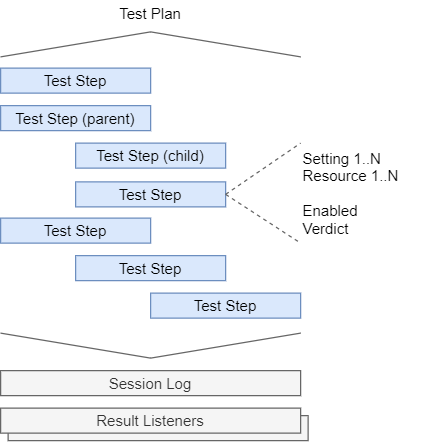 Test Plan
Test Step
Test Step (parent)
Test Step (child)
Setting 1..N
Resource 1..N
Test Step
Enabled
Verdict
Test Step
Test Step
Test Step
Session Log
Result Listeners